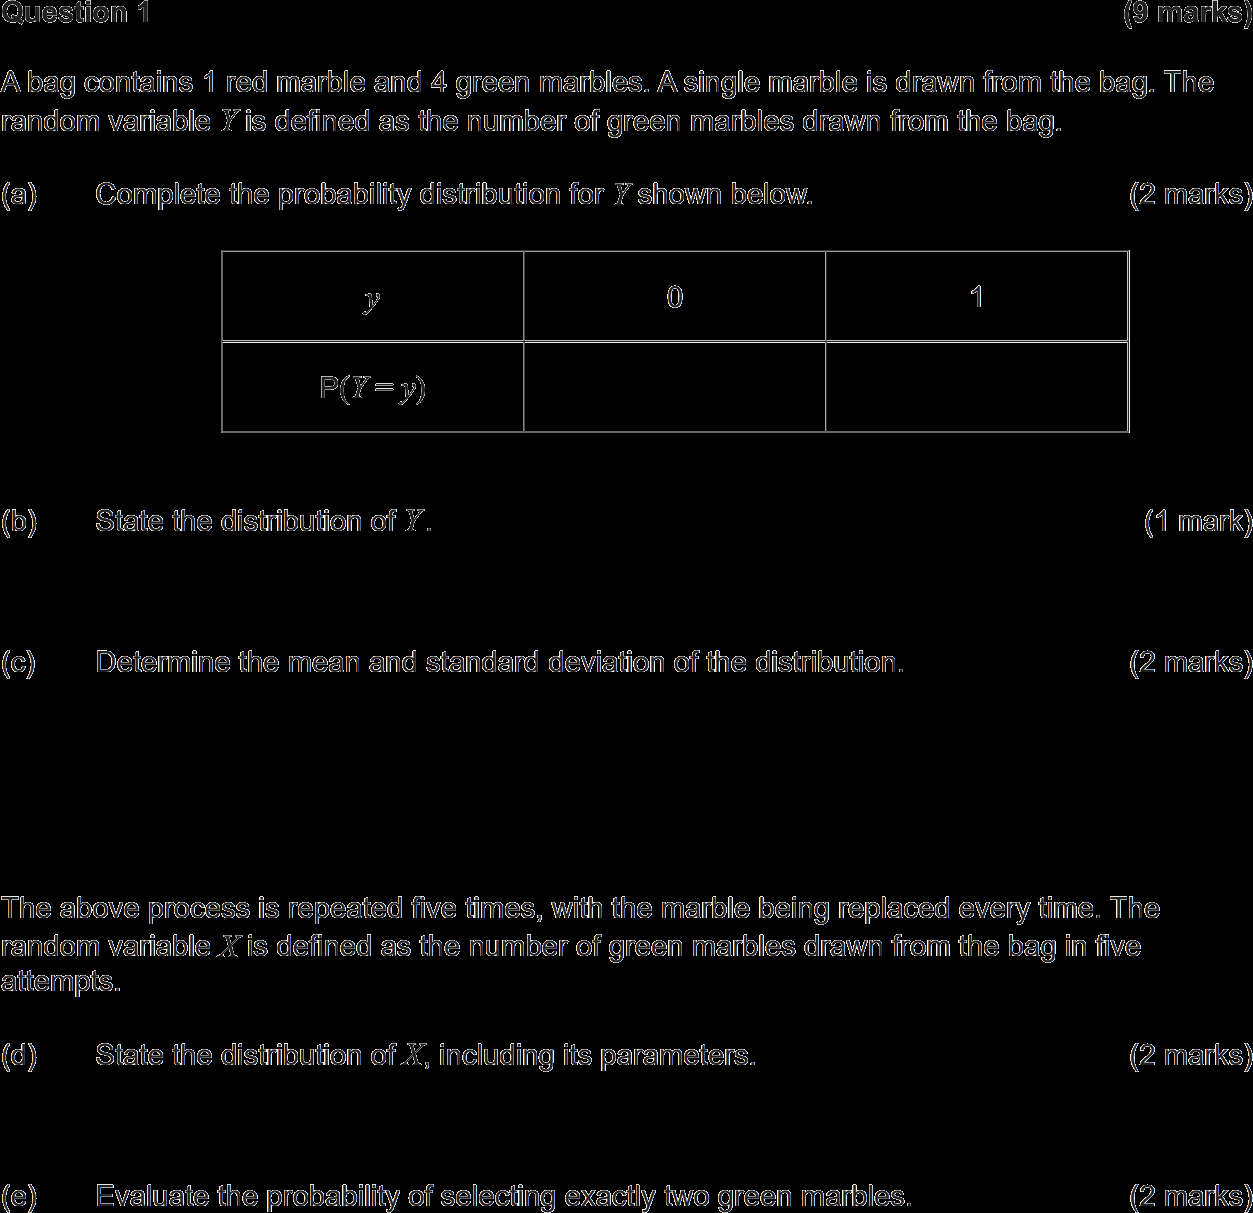 Question 1 (9 marks)
A bag contains 1 red marble and 4 green marbles. A single marble is drawn from the bag. The
random variable Y is defined as the number of green marbles drawn from the bag.
(a) Complete the probability distribution for Y shown below. (2 marks)
y 0 1
P(Y = y)
(b) State the distribution of Y. (1 mark)
(c) Determine the mean and standard deviation of the distribution. (2 marks)
The above process is repeated five times, with the marble being replaced every time. The
random variable X is defined as the number of green marbles drawn from the bag in five
attempts.
(d) State the distribution of X, including its parameters. (2 marks)
(e) Evaluate the probability of selecting exactly two green marbles. (2 marks)